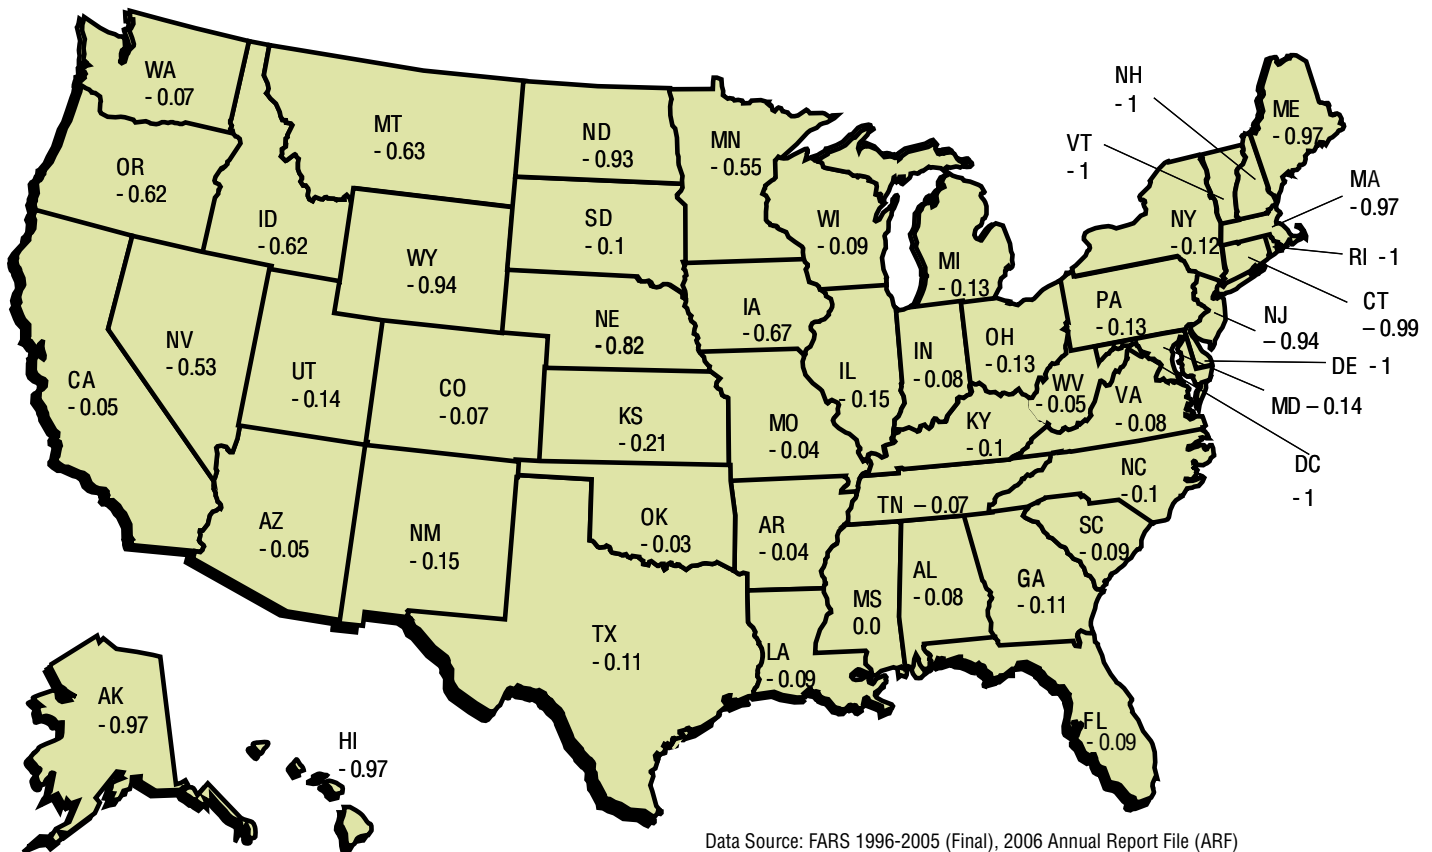 WA
- 0.07
OR
- 0.62
CA
- 0.05
NV
- 0.53
ID
- 0.62
MT
- 0.63
WY
- 0.94
UT
- 0.14
CO
- 0.07
AZ
- 0.05
NM
- 0.15
ND
- 0.93
SD
- 0.1
NE
- 0.82
KS
- 0.21
OK
- 0.03
TX
- 0.11
MN
- 0.55
IA
- 0.67
MO
- 0.04
AR
- 0.04
LA
- 0.09
WI
- 0.09
IL
- 0.15
MI
- 0.13
IN
- 0.08
OH
- 0.13
KY
- 0.1
TN – 0.07
MS
0.0
AL
- 0.08
GA
- 0.11
FL
- 0.09
SC
- 0.09
NC
- 0.1
VA
- 0.08
WV
- 0.05
PA
- 0.13
NY
- 0.12
VT
- 1
NH
- 1
ME
- 0.97
MA
- 0.97
RI - 1
CT
– 0.99
NJ
– 0.94
DE - 1
MD – 0.14
DC
- 1
AK
- 0.97
HI
- 0.97
Data Source: FARS 1996-2005 (Final), 2006 Annual Report File (ARF)